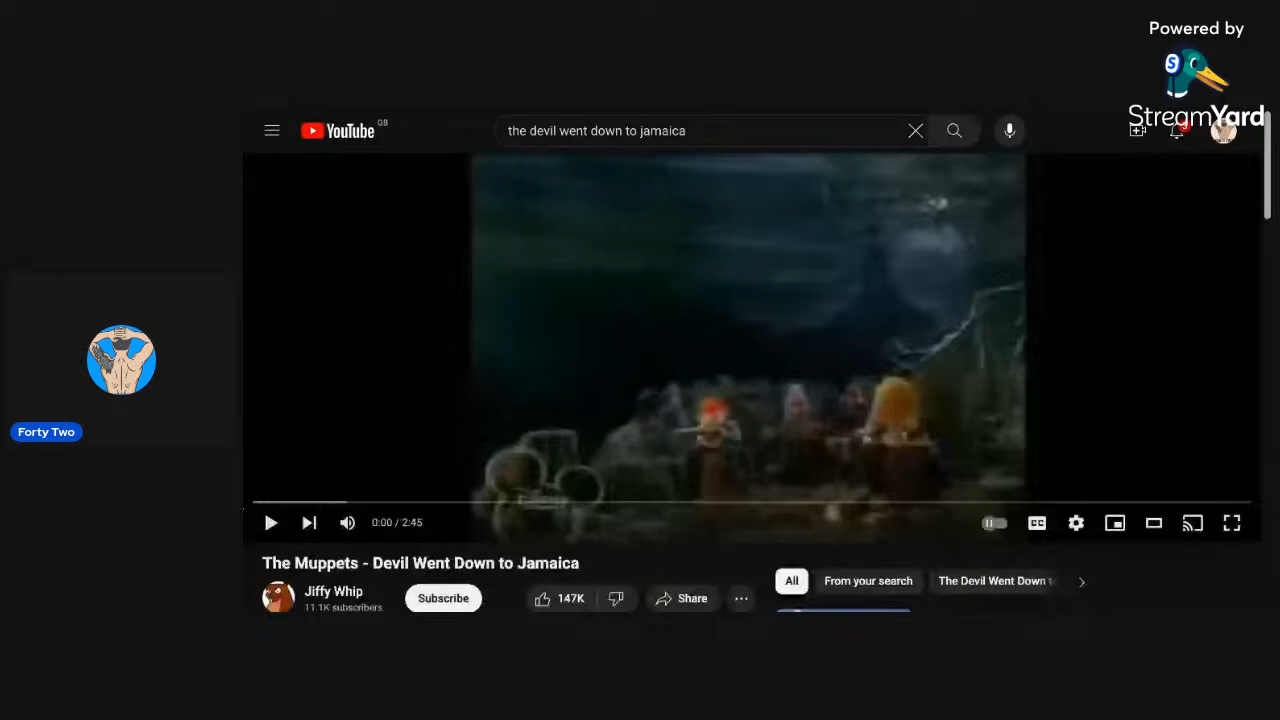 Powered by
StreamYard
YouTube GB
the devil went down to jamaica
Forty Two
0:00 / 2:45
CC
The Muppets - Devil Went Down to Jamaica
Jiffy Whip
11.1K subscribers
Subscribe
147K
Share
All
From your search
The Devil Went Down